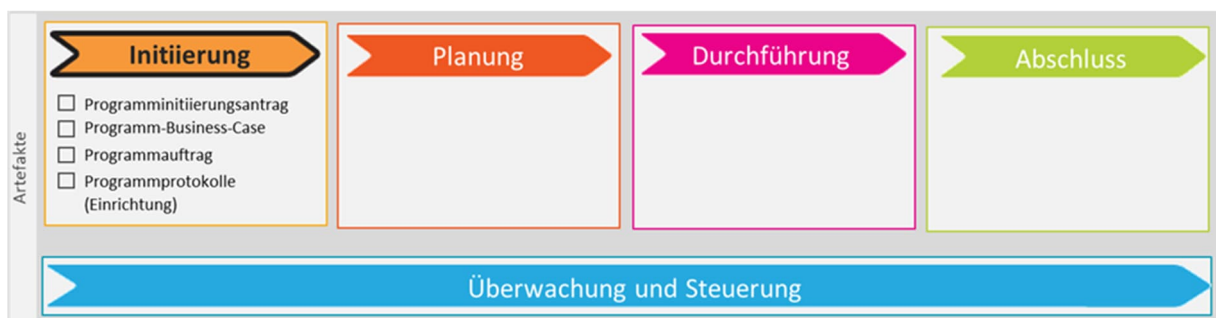 Artefakte
Initiierung
Programminitiierungsantrag
Programm-Business-Case
Programmauftrag
Programmprotokolle
(Einrichtung)
Planung
Durchführung
Abschluss
Überwachung und Steuerung